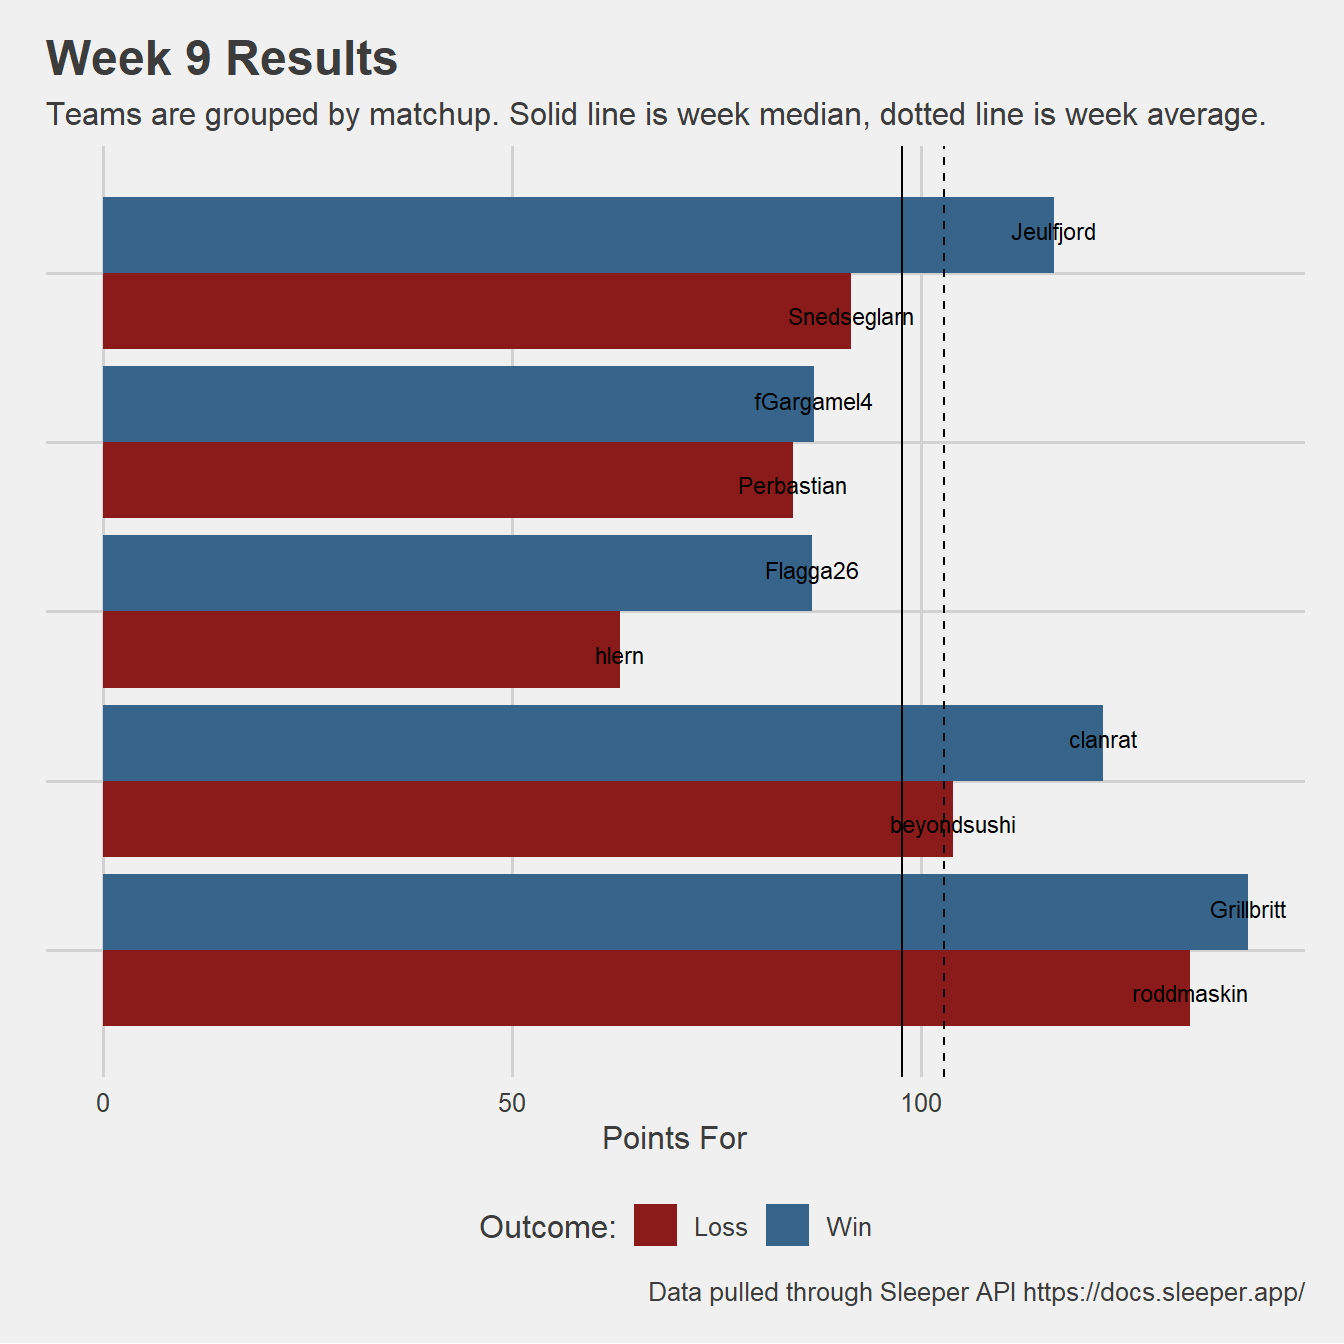 Week 9 Results
Teams are grouped by matchup. Solid line is week median, dotted line is week average.
Jeulfjord
Snedseglarn
fGargamel4
Perbastian
Flagga26
hlern
clanrat
beyondsushi
Grillbritt
roddmaskin
0 50 100
Points For
Outcome: Loss Win
Data pulled through Sleeper API https://docs.sleeper.app/